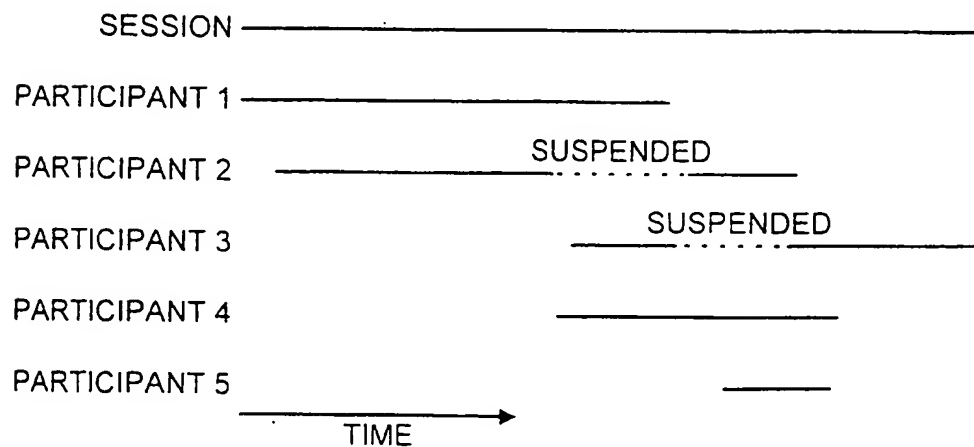 SESSION
PARTICIPANT 1
SUSPENDED
PARTICIPANT 2
SUSPENDED
PARTICIPANT 3
PARTICIPANT 4
PARTICIPANT 5
TIME